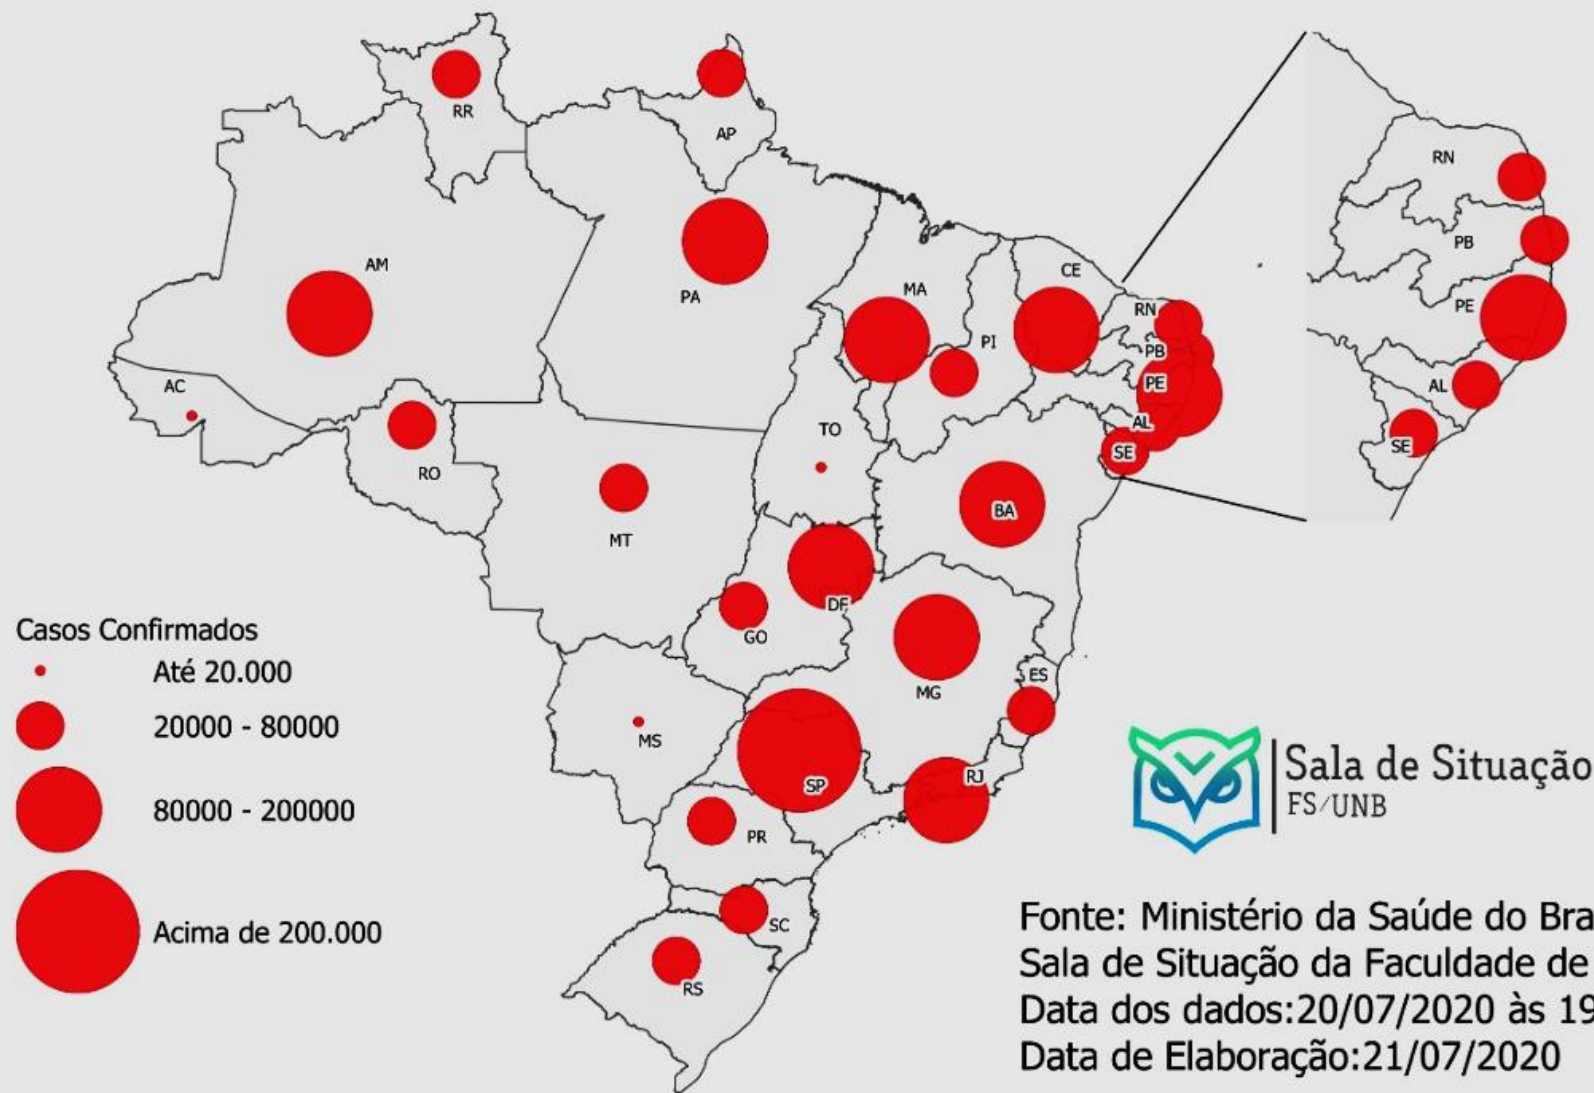 RR
AP
AM
PA
AC
RO
MT
TO
MA
PI
CE
RN
PB
PE
AL
SE
BA
DF
GO
MG
ES
MS
SP
RJ
PR
SC
RS
RN
PB
PE
AL
SE
Casos Confirmados
Até 20.000
20000 - 80000
80000 - 200000
Acima de 200.000
Sala de Situação
FS/UNB
Fonte: Ministério da Saúde do Bra
Sala de Situação da Faculdade de
Data dos dados:20/07/2020 às 19
Data de Elaboração:21/07/2020